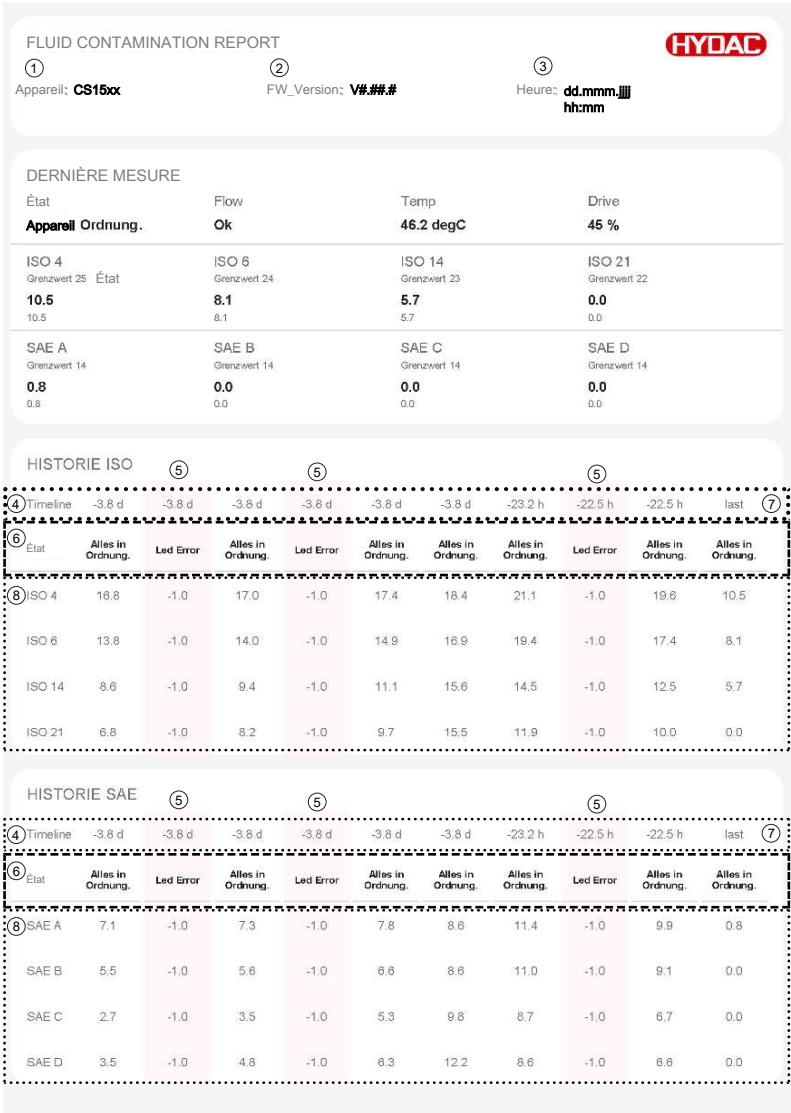 FLUID CONTAMINATION REPORT
HYDAC
1 2 3
Appareil: CS15xx FW_Version: V#.##.# Heure: dd.mmm.jjjj
hh:mm
DERNIÈRE MESURE
État Flow Temp Drive
Appareil Ordnung. Ok 46.2 degC 45 %
ISO 4 ISO 6 ISO 14 ISO 21
Grenzwert 25 État Grenzwert 24 Grenzwert 23 Grenzwert 22
10.5 8.1 5.7 0.0
10.5 8.1 5.7 0.0
SAE A SAE B SAE C SAE D
Grenzwert 14 Grenzwert 14 Grenzwert 14 Grenzwert 14
0.8 0.0 0.0 0.0
0.8 0.0 0.0 0.0
HISTORIE ISO 5 5 5
4 Timeline -3.8 d -3.8 d -3.8 d -3.8 d -3.8 d -3.8 d -23.2 h -22.5 h -22.5 h last 7
6 État Alles in Ordnung. Led Error Alles in Ordnung. Led Error Alles in Ordnung. Alles in Ordnung. Alles in Ordnung. Led Error Alles in Ordnung. Alles in Ordnung.
8 ISO 4 16.8 -1.0 17.0 -1.0 17.4 18.4 21.1 -1.0 19.6 10.5
ISO 6 13.8 -1.0 14.0 -1.0 14.9 16.9 19.4 -1.0 17.4 8.1
ISO 14 8.6 -1.0 9.4 -1.0 11.1 15.6 14.5 -1.0 12.5 5.7
ISO 21 6.8 -1.0 8.2 -1.0 9.7 15.5 11.9 -1.0 10.0 0.0
HISTORIE SAE 5 5 5
4 Timeline -3.8 d -3.8 d -3.8 d -3.8 d -3.8 d -3.8 d -23.2 h -22.5 h -22.5 h last 7
6 État Alles in Ordnung. Led Error Alles in Ordnung. Led Error Alles in Ordnung. Alles in Ordnung. Alles in Ordnung. Led Error Alles in Ordnung. Alles in Ordnung.
8 SAE A 7.1 -1.0 7.3 -1.0 7.8 8.6 11.4 -1.0 9.9 0.8
SAE B 5.5 -1.0 5.6 -1.0 6.6 8.6 11.0 -1.0 9.1 0.0
SAE C 2.7 -1.0 3.5 -1.0 5.3 9.8 8.7 -1.0 6.7 0.0
SAE D 3.5 -1.0 4.8 -1.0 6.3 12.2 8.6 -1.0 6.6 0.0